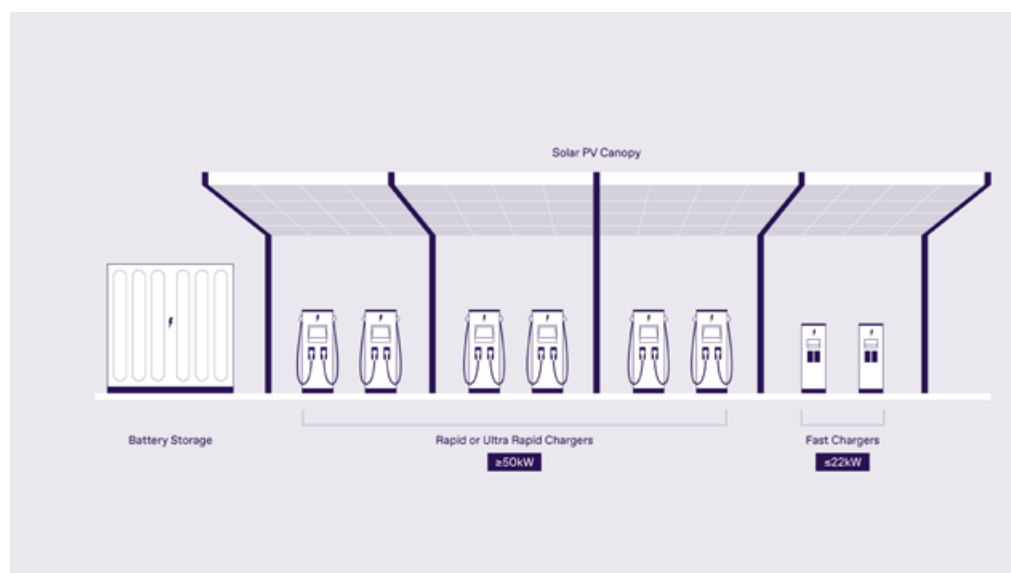 Solar PV Canopy
Battery Storage
Rapid or Ultra Rapid Chargers
≥50kW
Fast Chargers
≤22kW